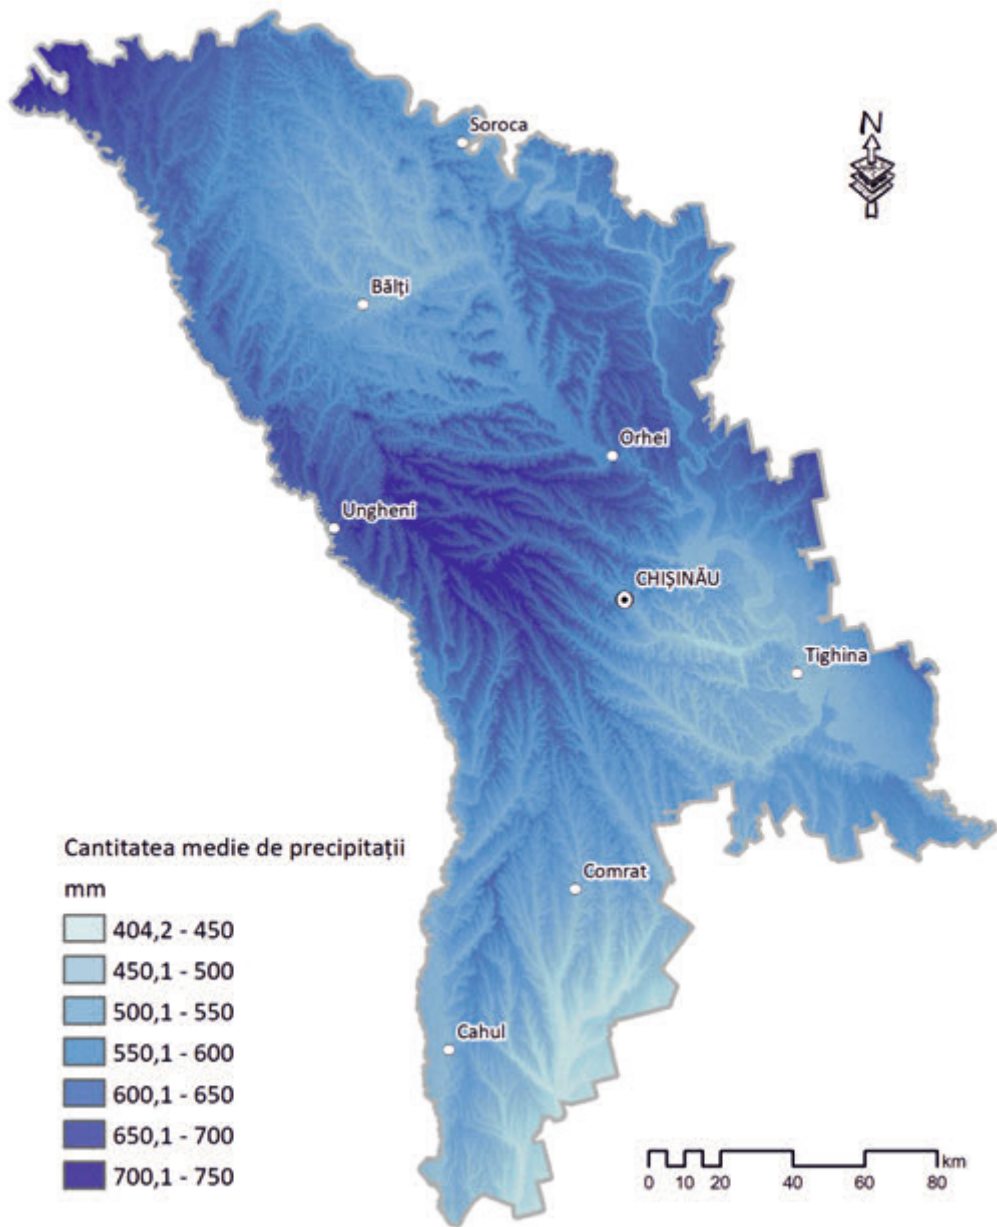 N
Soroca
Bălți
Orhei
Ungheni
CHIȘINĂU
Tighina
Comrat
Cahul
Cantitatea medie de precipitații
mm
404,2 - 450
450,1 - 500
500,1 - 550
550,1 - 600
600,1 - 650
650,1 - 700
700,1 - 750
km
0 10 20 40 60 80